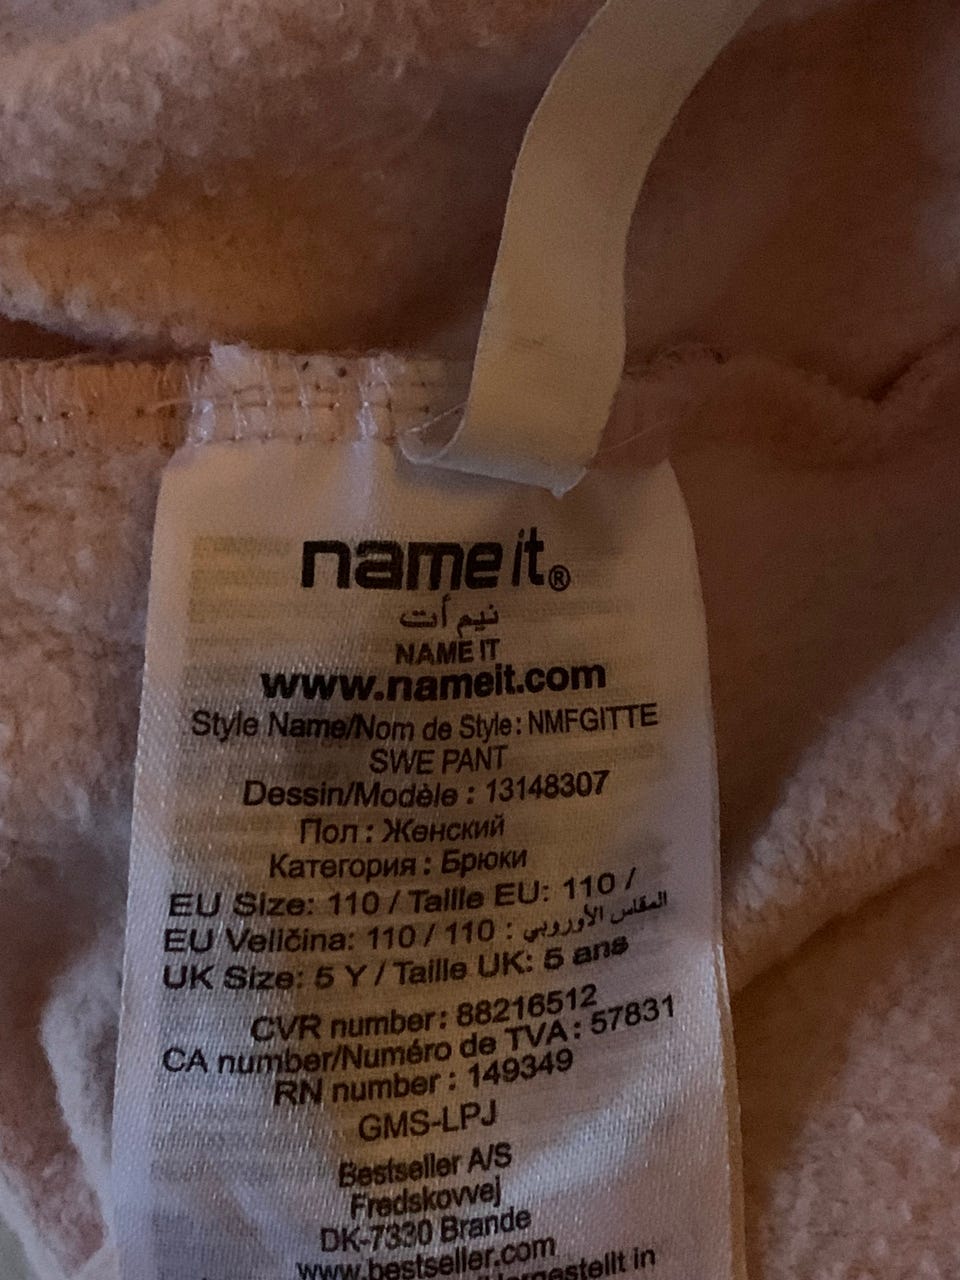 name it®
نيم أت
NAME IT
www.nameit.com
Style Name/Nom de Style: NMFGITTE
SWE PANT
Dessin/Modèle : 13148307
Пол : Женский
Категория : Брюки
EU Size: 110 / Taille EU: 110 /
EU Veličina: 110 / 110 : المقاس الأوروبي
UK Size: 5 Y / Taille UK: 5 ans
CVR number: 88216512
CA number/Numéro de TVA : 57831
RN number : 149349
GMS-LPJ
Bestseller A/S
Fredskovvej
DK-7330 Brande
www.bestseller.com
Hergestellt in